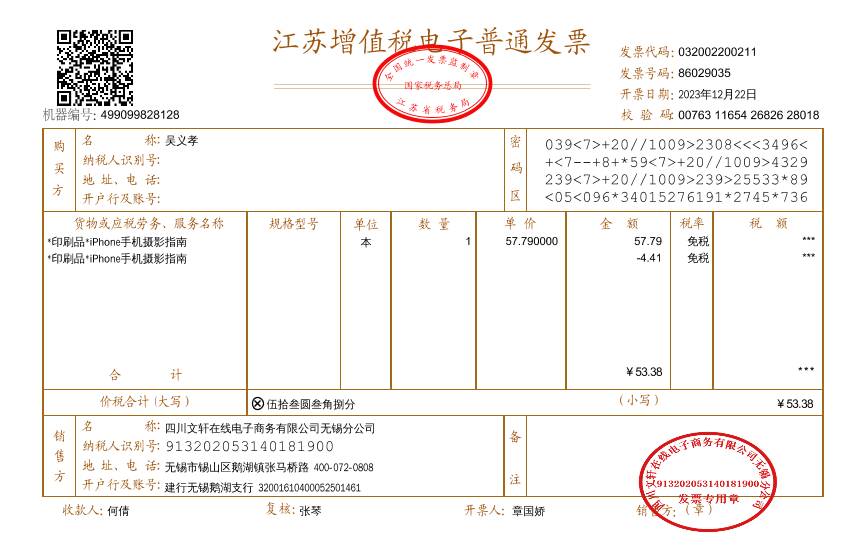 江苏增值税电子普通发票
全国统一发票监制章
国家税务总局
江苏省税务局
发票代码: 032002200211
发票号码: 86029035
开票日期: 2023年12月22日
机器编号: 499099828128
校 验 码: 00763 11654 26826 28018
购买方
名 称: 吴义孝
纳税人识别号:
地 址、电 话:
开户行及账号:
密码区
039<7>+20//1009>2308<<<3496<
+<7--+8+*59<7>+20//1009>4329
239<7>+20//1009>239>25533*89
<05<096*34015276191*2745*736
货物或应税劳务、服务名称 规格型号 单位 数 量 单 价 金 额 税率 税 额
*印刷品*iPhone手机摄影指南 本 1 57.790000 57.79 免税 ***
*印刷品*iPhone手机摄影指南 -4.41 免税 ***
合 计 ¥53.38 ***
价税合计 (大写) ⊗伍拾叁圆叁角捌分 (小写) ¥53.38
销售方
名 称: 四川文轩在线电子商务有限公司无锡分公司
纳税人识别号: 913202053140181900
地 址、电 话: 无锡市锡山区鹅湖镇张马桥路 400-072-0808
开户行及账号: 建行无锡鹅湖支行 32001610400052501461
备注
四川文轩在线电子商务有限公司无锡分公司
913202053140181900
发票专用章
收款人: 何倩 复核: 张琴 开票人: 章国娇 销售方: (章)